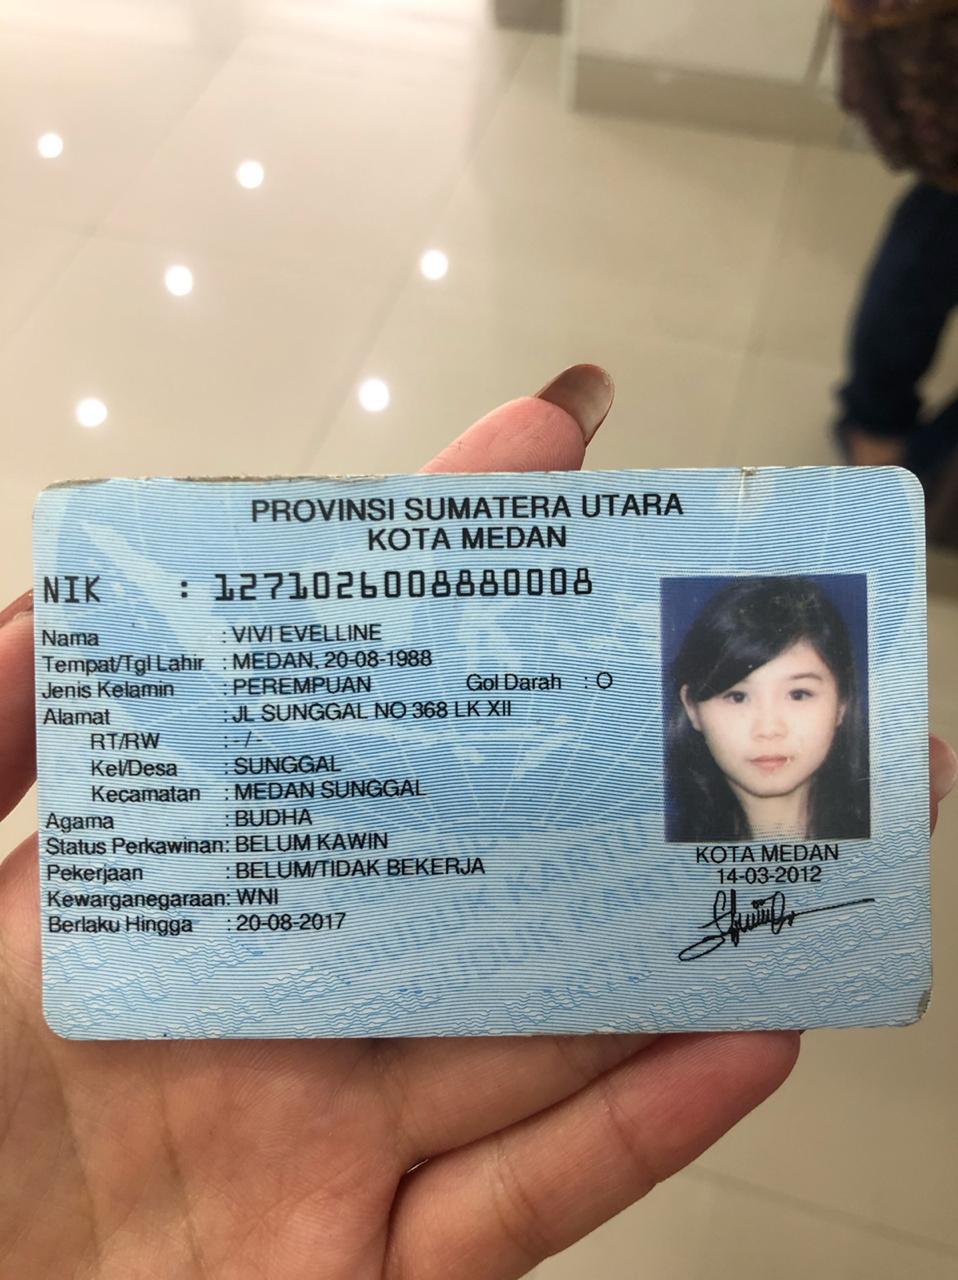 PROVINSI SUMATERA UTARA
KOTA MEDAN
NIK : 1271026008880008
Nama : VIVI EVELLINE
Tempat/Tgl Lahir : MEDAN, 20-08-1988
Jenis Kelamin : PEREMPUAN Gol Darah : O
Alamat : JL SUNGGAL NO 368 LK XII
RT/RW : - / -
Kel/Desa : SUNGGAL
Kecamatan : MEDAN SUNGGAL
Agama : BUDHA
Status Perkawinan: BELUM KAWIN
Pekerjaan : BELUM/TIDAK BEKERJA
Kewarganegaraan: WNI
Berlaku Hingga : 20-08-2017
KOTA MEDAN
14-03-2012